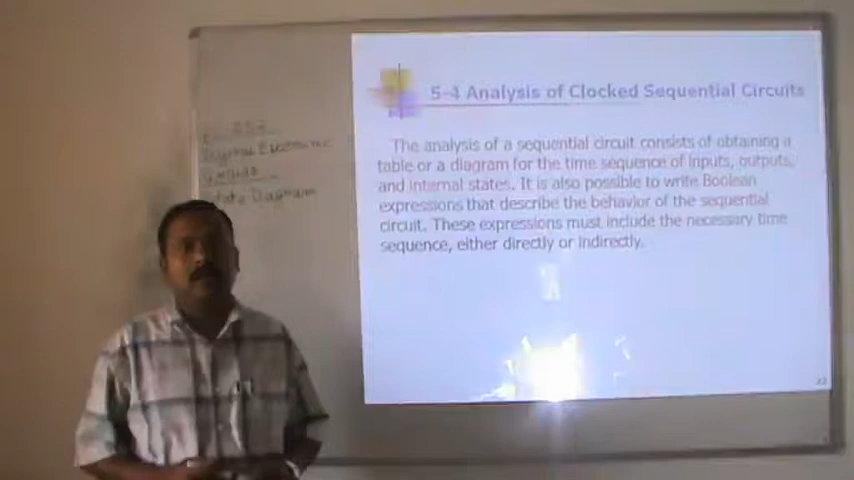 Digital Electronic
State Diagram
5-4 Analysis of Clocked Sequential Circuits
The analysis of a sequential circuit consists of obtaining a
table or a diagram for the time sequence of inputs, outputs,
and internal states. It is also possible to write Boolean
expressions that describe the behavior of the sequential
circuit. These expressions must include the necessary time
sequence, either directly or indirectly.